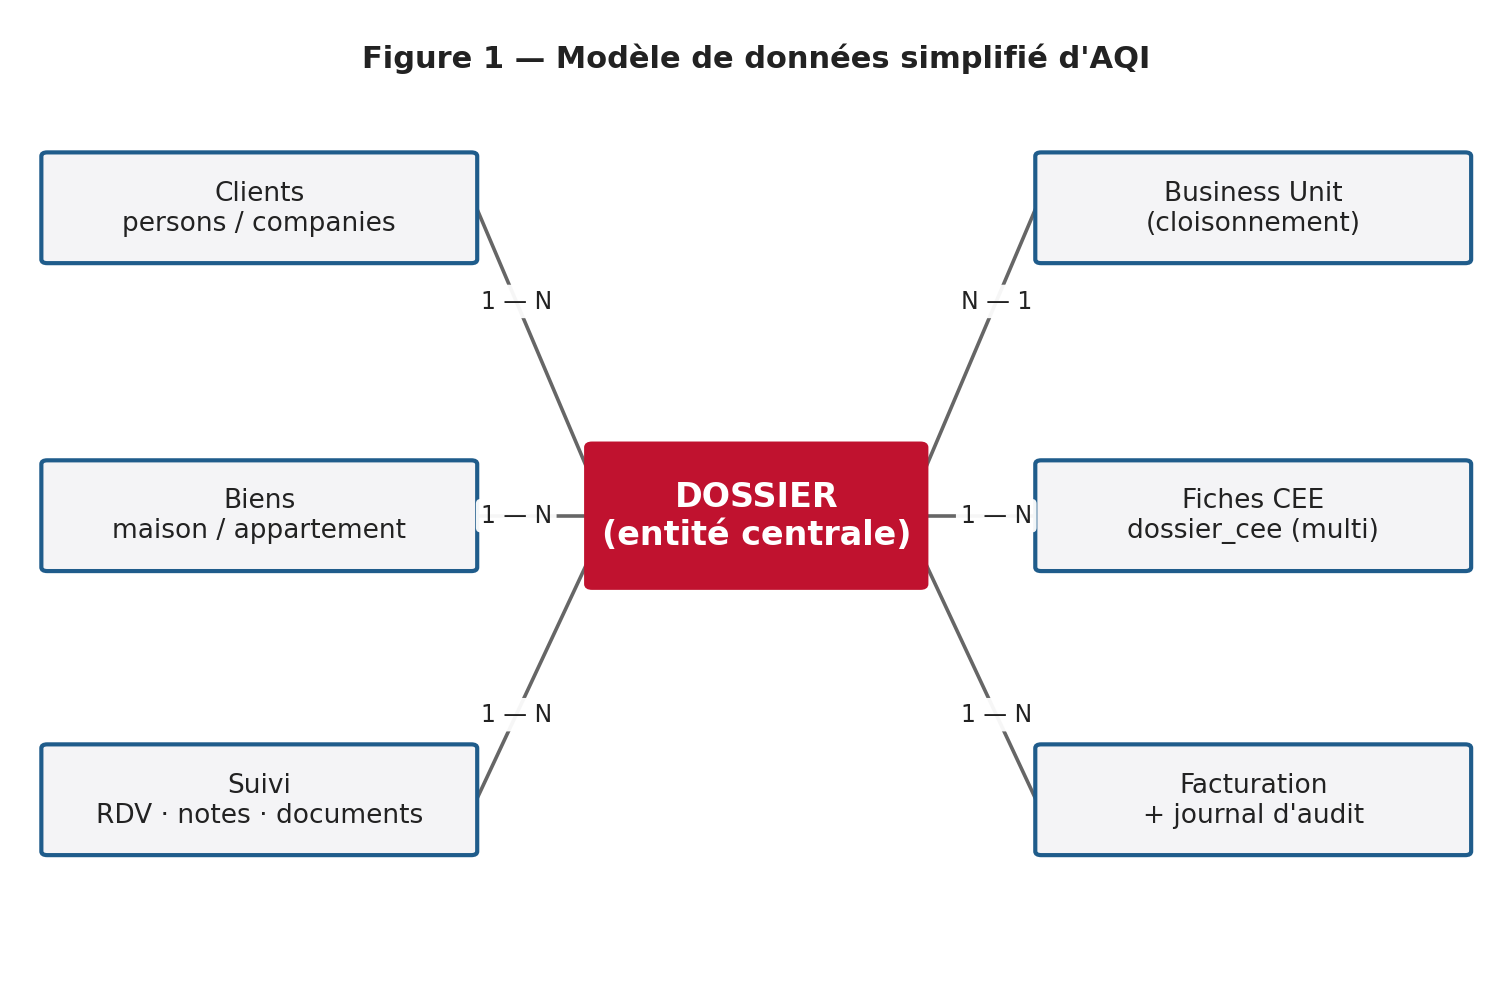 Figure 1 — Modèle de données simplifié d'AQI
Clients
persons / companies
Business Unit
(cloisonnement)
1 — N
N — 1
Biens
maison / appartement
1 — N
DOSSIER
(entité centrale)
1 — N
Fiches CEE
dossier_cee (multi)
1 — N
1 — N
Suivi
RDV · notes · documents
Facturation
+ journal d'audit